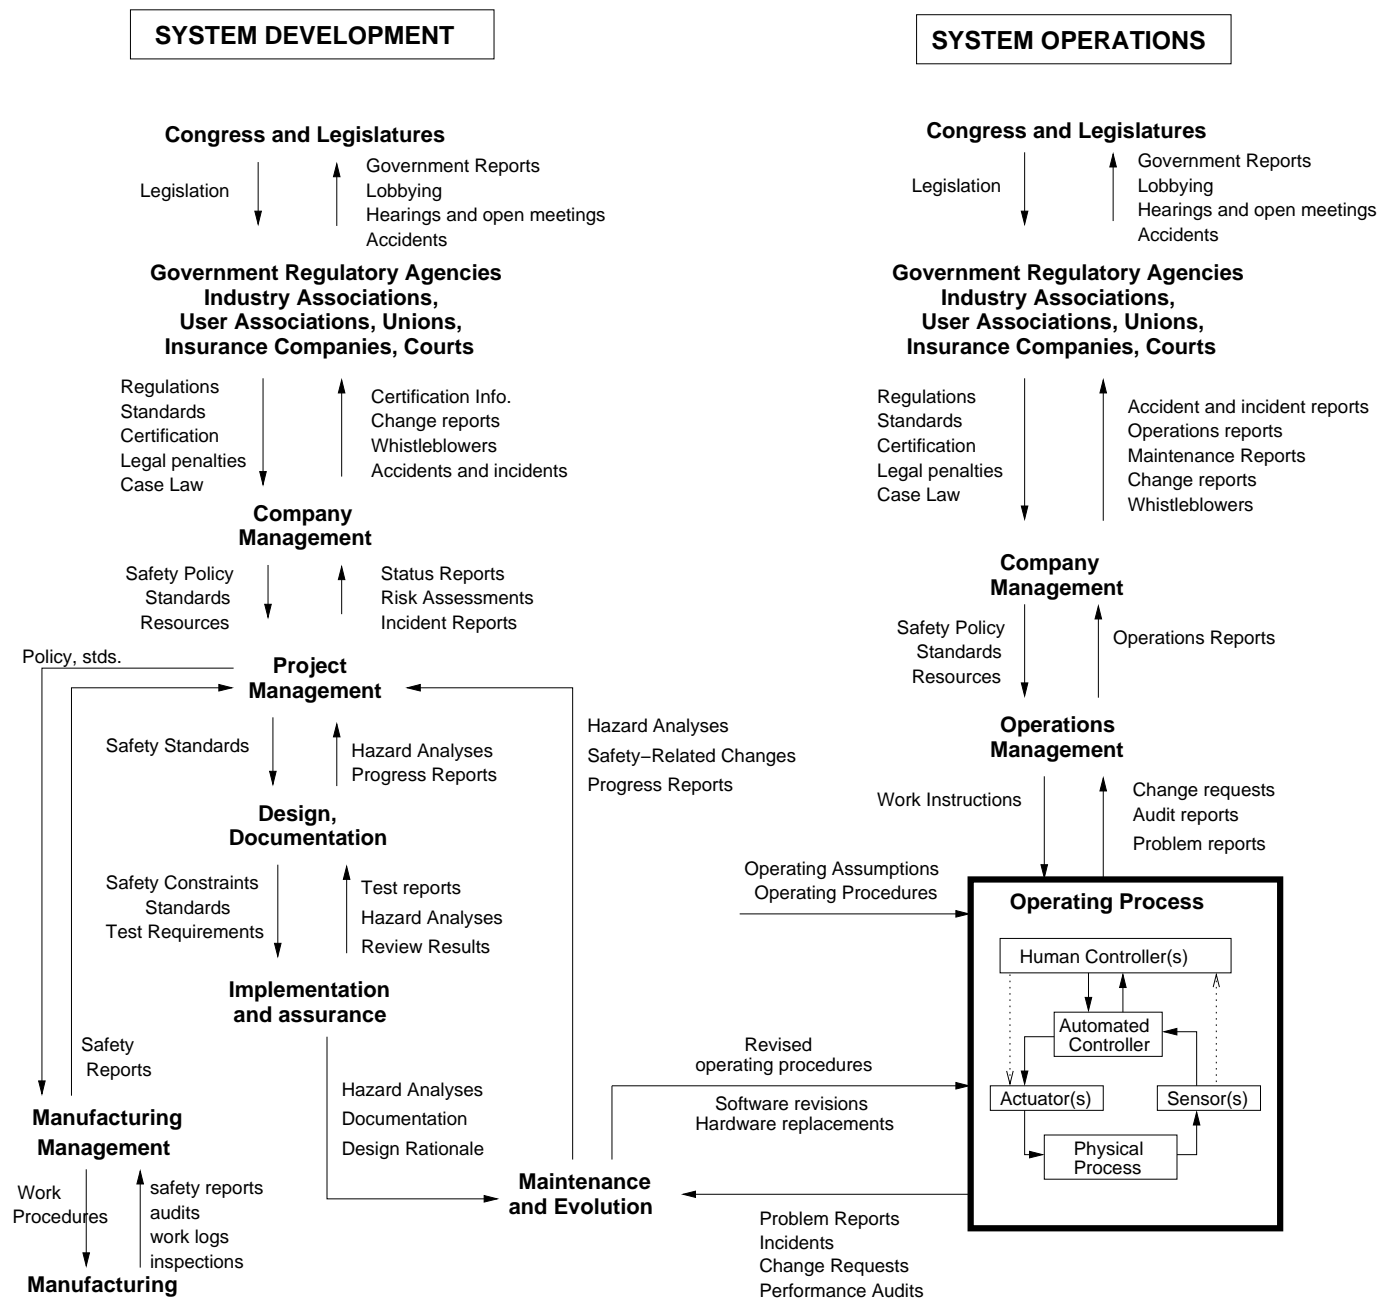 SYSTEM DEVELOPMENT
Congress and Legislatures
Legislation
Government Reports
Lobbying
Hearings and open meetings
Accidents
Government Regulatory Agencies
Industry Associations,
User Associations, Unions,
Insurance Companies, Courts
Regulations
Standards
Certification
Legal penalties
Case Law
Certification Info.
Change reports
Whistleblowers
Accidents and incidents
Company
Management
Safety Policy
Standards
Resources
Status Reports
Risk Assessments
Incident Reports
Policy, stds.
Project
Management
Safety Standards
Hazard Analyses
Progress Reports
Hazard Analyses
Safety−Related Changes
Progress Reports
Design,
Documentation
Safety Constraints
Standards
Test Requirements
Test reports
Hazard Analyses
Review Results
Implementation
and assurance
Safety
Reports
Hazard Analyses
Documentation
Design Rationale
Manufacturing
Management
Work
Procedures
safety reports
audits
work logs
inspections
Manufacturing
Maintenance
and Evolution
SYSTEM OPERATIONS
Congress and Legislatures
Legislation
Government Reports
Lobbying
Hearings and open meetings
Accidents
Government Regulatory Agencies
Industry Associations,
User Associations, Unions,
Insurance Companies, Courts
Regulations
Standards
Certification
Legal penalties
Case Law
Accident and incident reports
Operations reports
Maintenance Reports
Change reports
Whistleblowers
Company
Management
Safety Policy
Standards
Resources
Operations Reports
Operations
Management
Work Instructions
Change requests
Audit reports
Problem reports
Operating Assumptions
Operating Procedures
Operating Process
Human Controller(s)
Automated
Controller
Actuator(s)
Sensor(s)
Physical
Process
Revised
operating procedures
Software revisions
Hardware replacements
Problem Reports
Incidents
Change Requests
Performance Audits